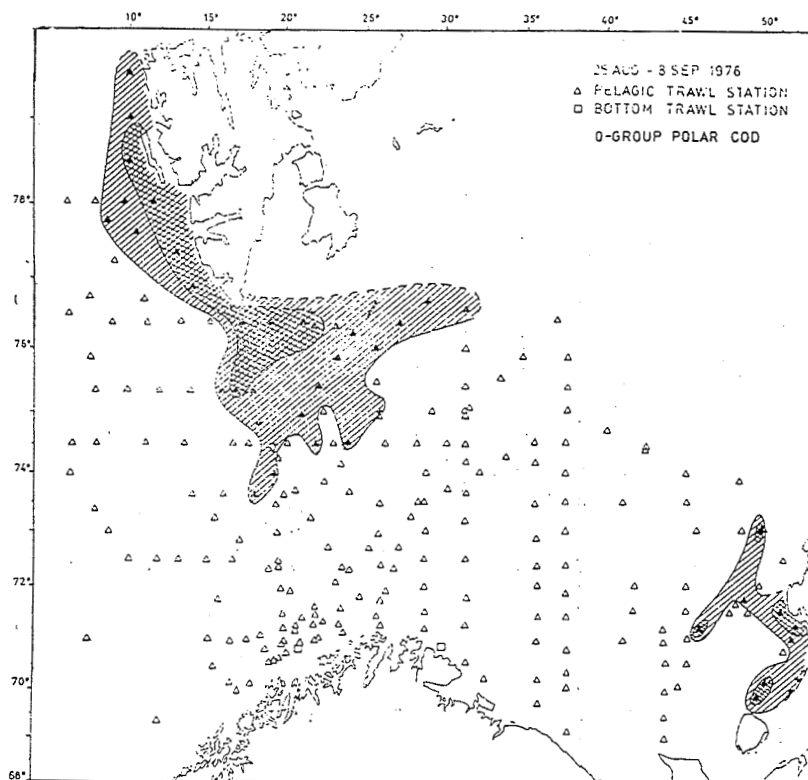 10° 15° 20° 25° 30° 35° 40° 45° 50°
25 AUG - 8 SEP 1976
△ PELAGIC TRAWL STATION
□ BOTTOM TRAWL STATION
0-GROUP POLAR COD
78°
75°
74°
72°
70°
68°